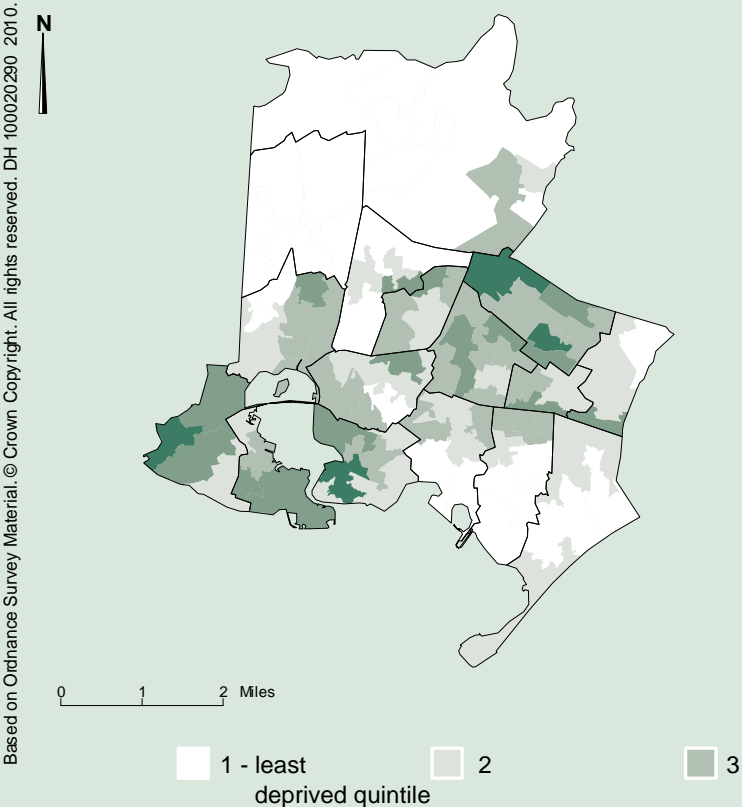 Based on Ordnance Survey Material. © Crown Copyright. All rights reserved. DH 100020290 2010.
N
0 1 2 Miles
1 - least 2 3
deprived quintile